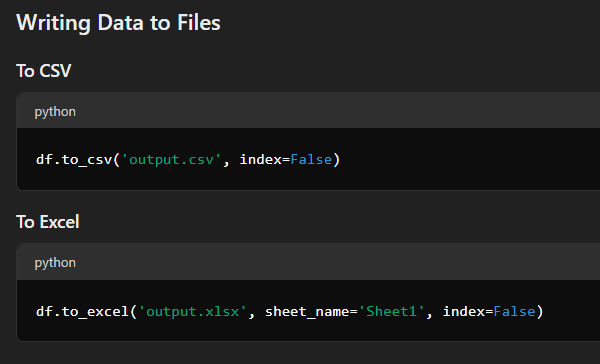 Writing Data to Files
To CSV
python
df.to_csv('output.csv', index=False)
To Excel
python
df.to_excel('output.xlsx', sheet_name='Sheet1', index=False)